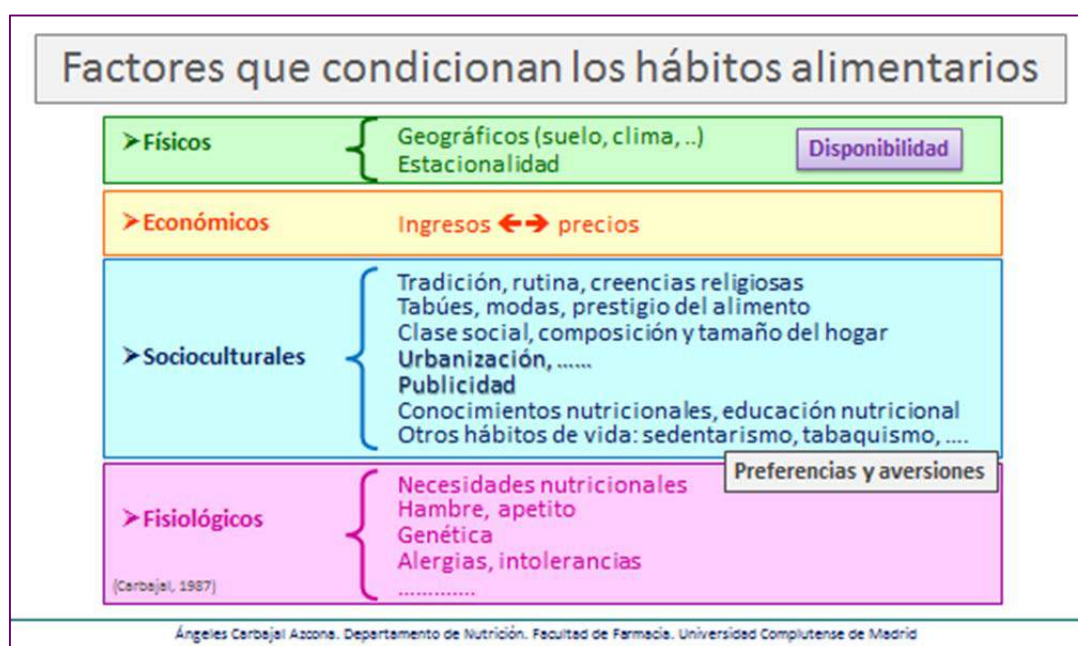 Factores que condicionan los hábitos alimentarios
➢Físicos
Geográficos (suelo, clima, ..)
Estacionalidad
Disponibilidad
➢Económicos
Ingresos 🡸🡺 precios
➢Socioculturales
Tradición, rutina, creencias religiosas
Tabúes, modas, prestigio del alimento
Clase social, composición y tamaño del hogar
Urbanización, ......
Publicidad
Conocimientos nutricionales, educación nutricional
Otros hábitos de vida: sedentarismo, tabaquismo, ....
Preferencias y aversiones
➢Fisiológicos
Necesidades nutricionales
Hambre, apetito
Genética
Alergias, intolerancias
.............
(Carbajal, 1987)
Ángeles Carbajal Azcona. Departamento de Nutrición. Facultad de Farmacia. Universidad Complutense de Madrid